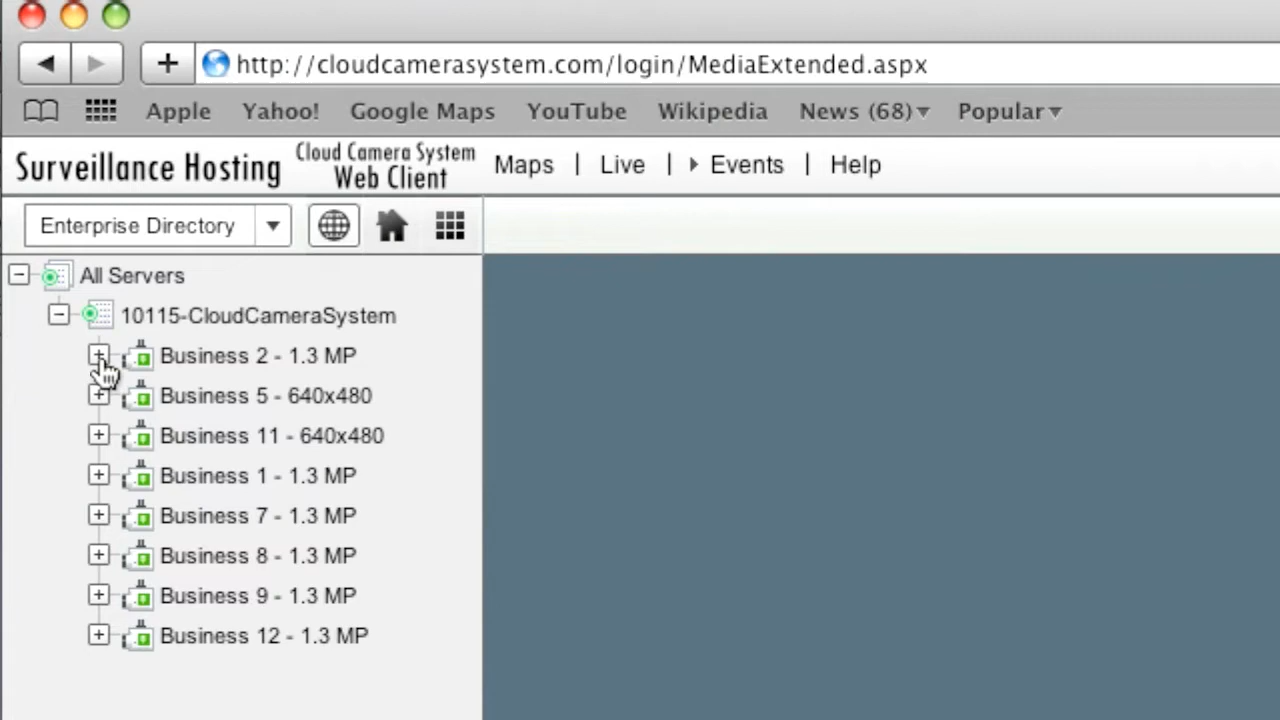 http://cloudcamerasystem.com/login/MediaExtended.aspx
Apple Yahoo! Google Maps YouTube Wikipedia News (68) Popular
Surveillance Hosting Cloud Camera System Web Client Maps | Live | Events | Help
Enterprise Directory
All Servers
10115-CloudCameraSystem
Business 2 - 1.3 MP
Business 5 - 640x480
Business 11 - 640x480
Business 1 - 1.3 MP
Business 7 - 1.3 MP
Business 8 - 1.3 MP
Business 9 - 1.3 MP
Business 12 - 1.3 MP